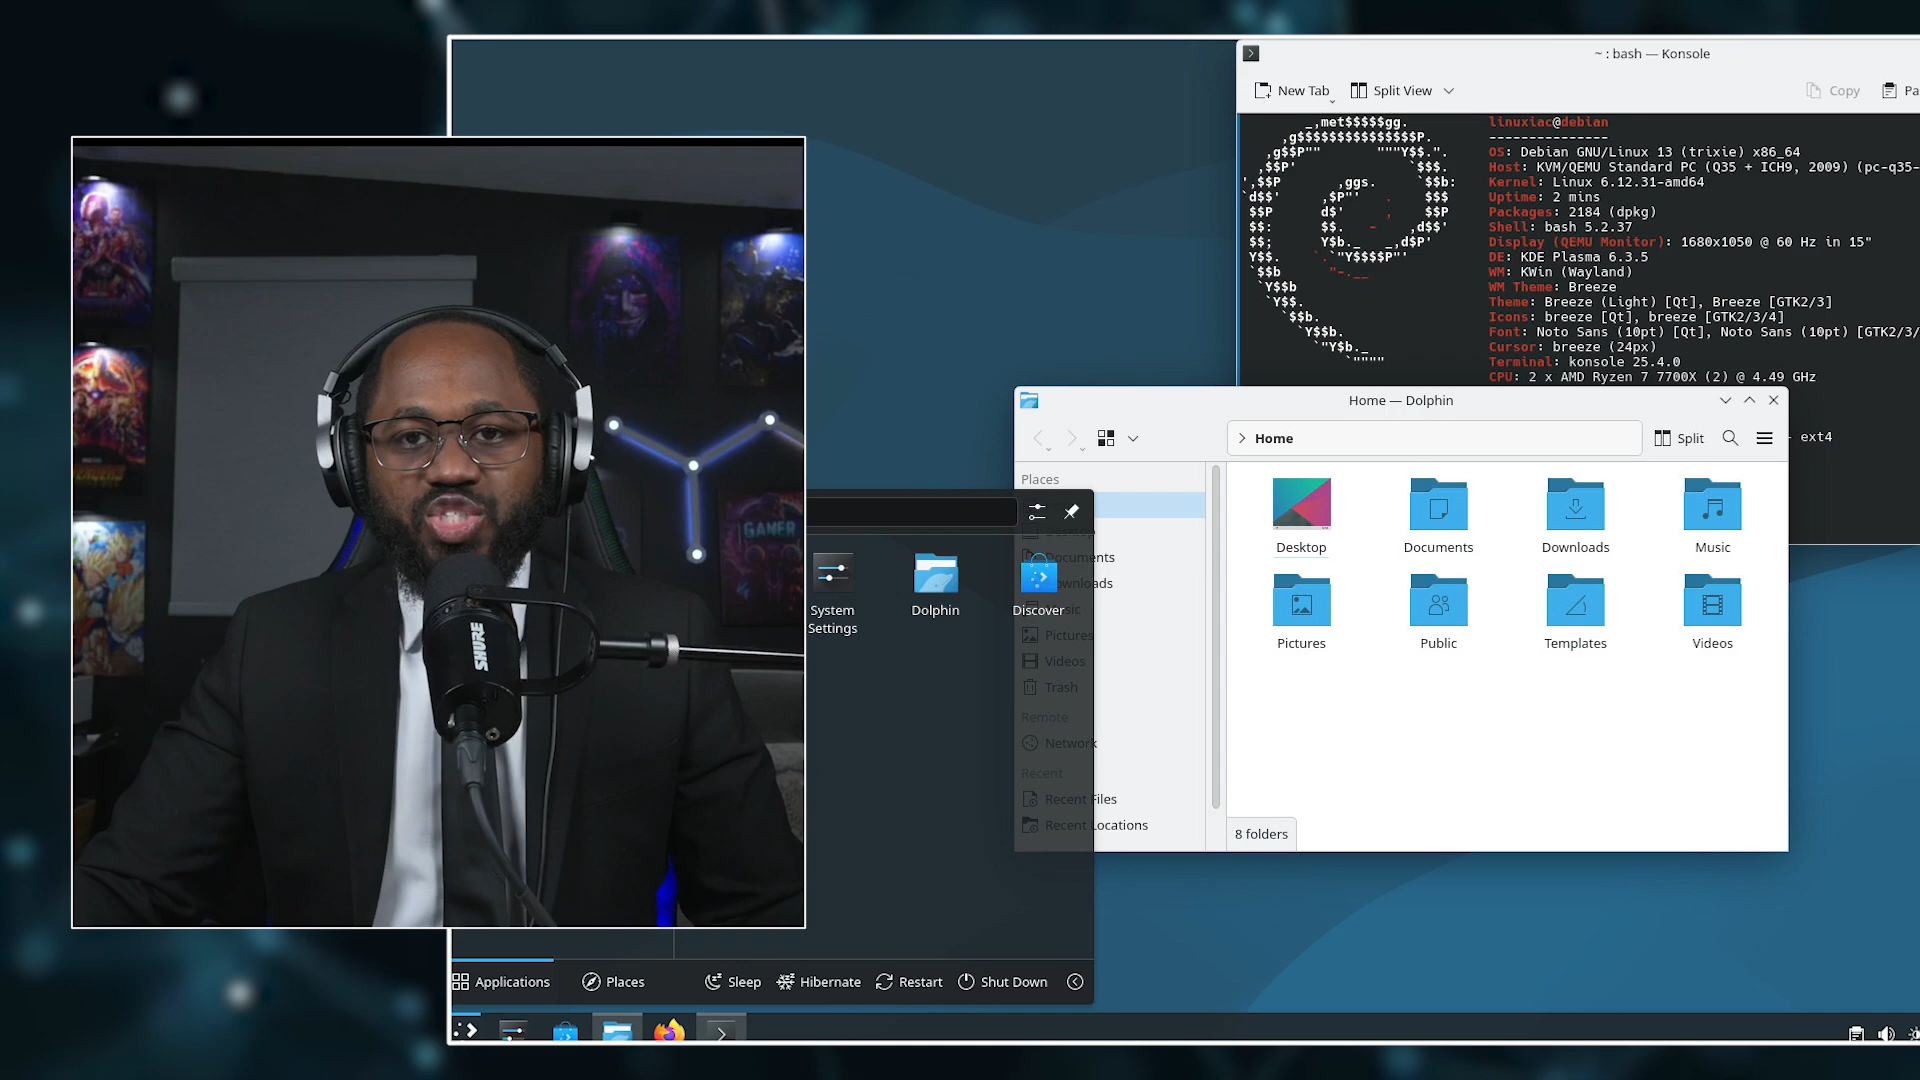 ~ : bash — Konsole
New Tab
Split View
Copy
Pa
linuxiac@debian
---------------
OS: Debian GNU/Linux 13 (trixie) x86_64
Host: KVM/QEMU Standard PC (Q35 + ICH9, 2009) (pc-q35-
Kernel: Linux 6.12.31-amd64
Uptime: 2 mins
Packages: 2184 (dpkg)
Shell: bash 5.2.37
Display (QEMU Monitor): 1680x1050 @ 60 Hz in 15"
DE: KDE Plasma 6.3.5
WM: KWin (Wayland)
WM Theme: Breeze
Theme: Breeze (Light) [Qt], Breeze [GTK2/3]
Icons: breeze [Qt], breeze [GTK2/3/4]
Font: Noto Sans (10pt) [Qt], Noto Sans (10pt) [GTK2/3/
Cursor: breeze (24px)
Terminal: konsole 25.4.0
CPU: 2 x AMD Ryzen 7 7700X (2) @ 4.49 GHz
- ext4
Home — Dolphin
Home
Split
Places
Documents
Downloads
Music
Pictures
Videos
Trash
Remote
Network
Recent
Recent Files
Recent Locations
Desktop
Documents
Downloads
Music
Pictures
Public
Templates
Videos
8 folders
System
Settings
Dolphin
Discover
Applications
Places
Sleep
Hibernate
Restart
Shut Down
GAMER
SHURE